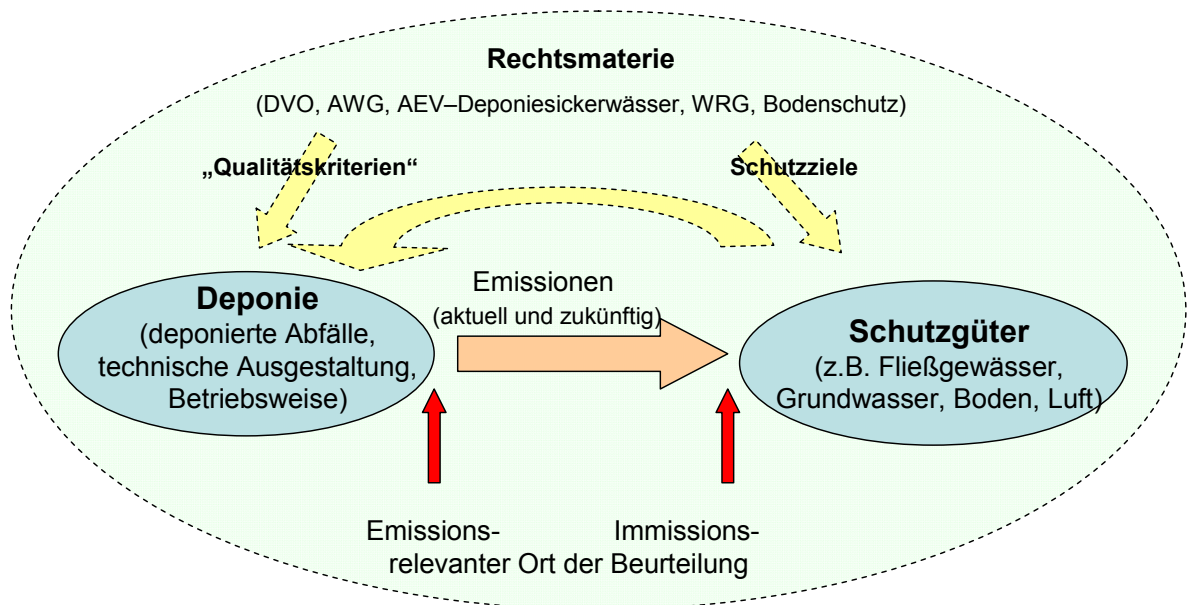 Rechtsmaterie
(DVO, AWG, AEV–Deponiesickerwässer, WRG, Bodenschutz)
„Qualitätskriterien“
Schutzziele
Emissionen
(aktuell und zukünftig)
Deponie
(deponierte Abfälle,
technische Ausgestaltung,
Betriebsweise)
Schutzgüter
(z.B. Fließgewässer,
Grundwasser, Boden, Luft)
Emissions-
Immissions-
relevanter Ort der Beurteilung